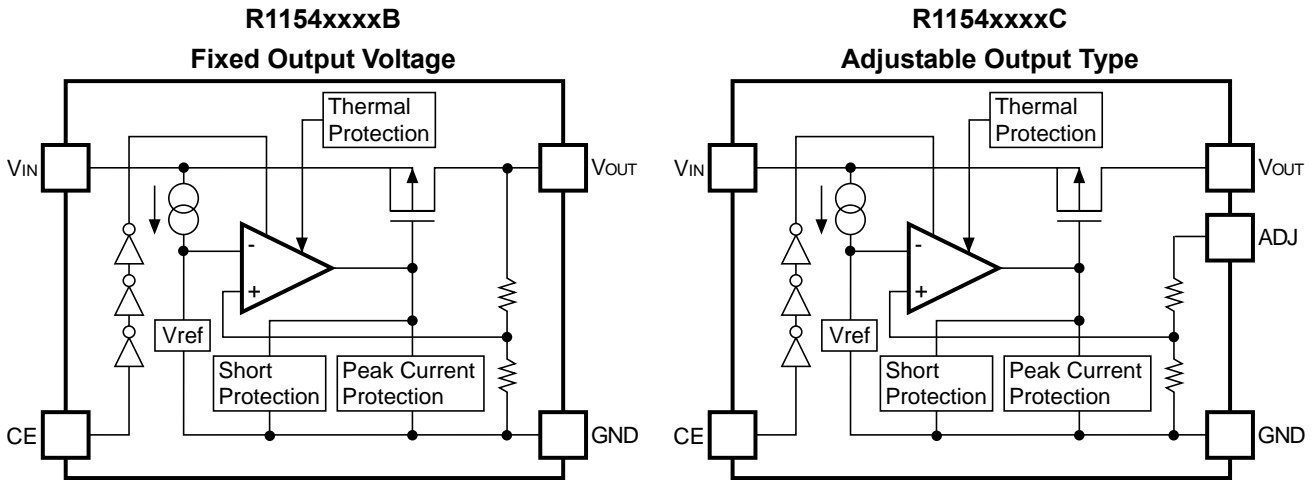 R1154xxxxB
Fixed Output Voltage
Thermal
Protection
VIN
VOUT
-
+
Vref
Short
Protection
Peak Current
Protection
CE
GND
R1154xxxxC
Adjustable Output Type
Thermal
Protection
VIN
VOUT
ADJ
-
+
Vref
Short
Protection
Peak Current
Protection
CE
GND